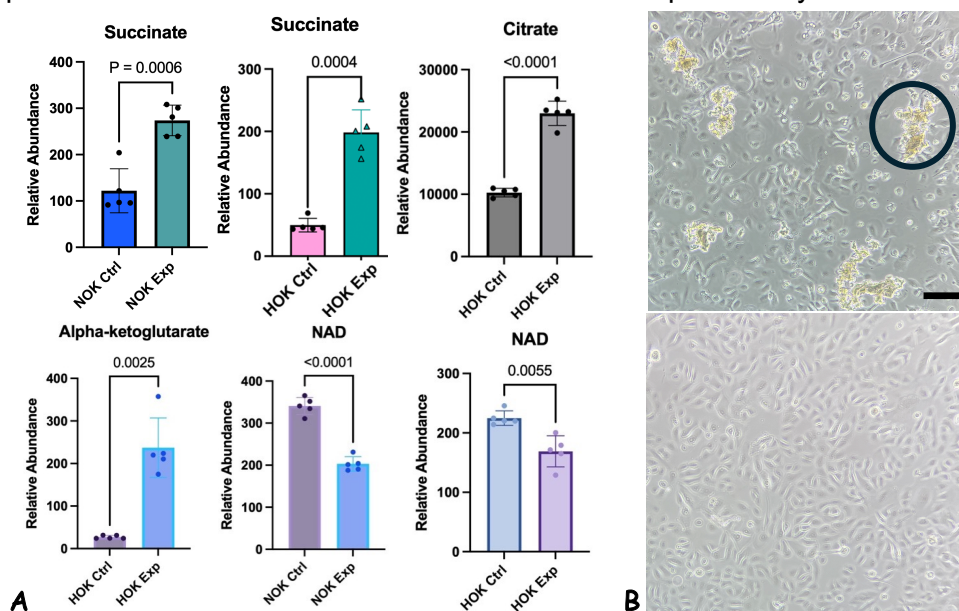 Succinate
P = 0.0006
Relative Abundance
400
300
200
100
0
NOK Ctrl
NOK Exp
Succinate
0.0004
Relative Abundance
300
200
100
0
HOK Ctrl
HOK Exp
Citrate
<0.0001
Relative Abundance
30000
20000
10000
0
HOK Ctrl
HOK Exp
Alpha-ketoglutarate
0.0025
Relative Abundance
400
300
200
100
0
HOK Ctrl
HOK Exp
NAD
<0.0001
Relative Abundance
400
300
200
100
0
NOK Ctrl
NOK Exp
NAD
0.0055
Relative Abundance
300
200
1000
0
HOK Ctrl
HOK Exp
A
B